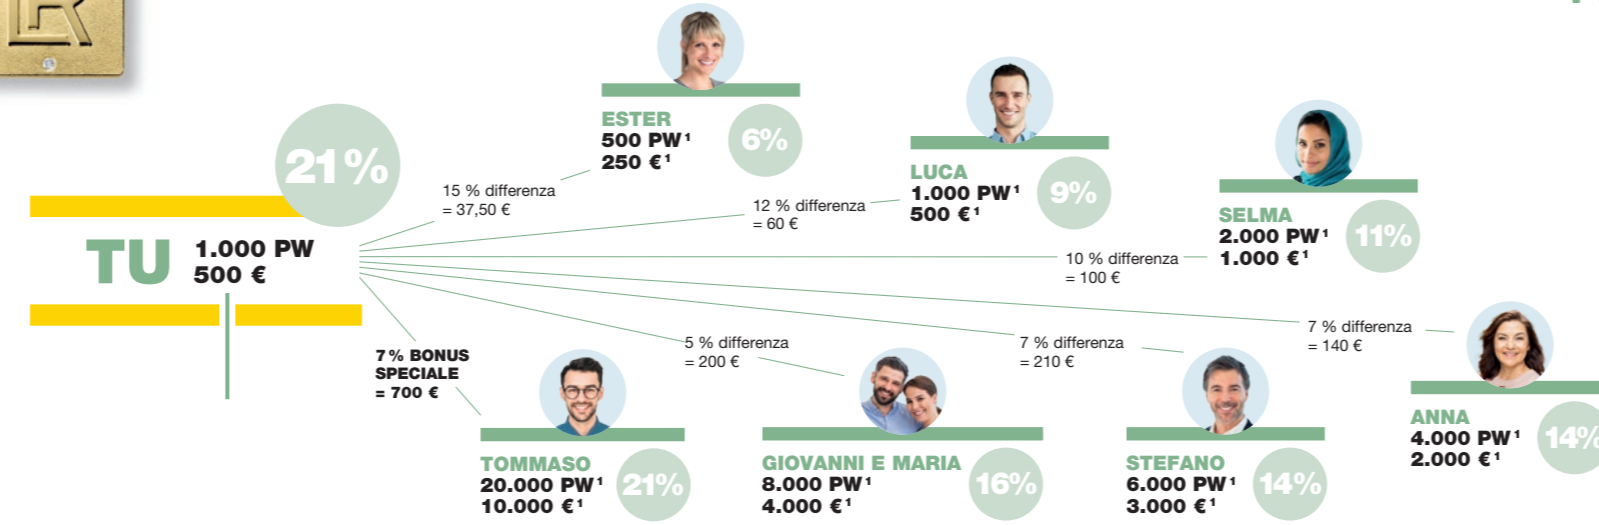 LR
21%
TU
1.000 PW
500 €
15 % differenza
= 37,50 €
ESTER
500 PW¹
250 €¹
6%
12 % differenza
= 60 €
LUCA
1.000 PW¹
500 €¹
9%
10 % differenza
= 100 €
SELMA
2.000 PW¹
1.000 €¹
11%
7 % differenza
= 140 €
ANNA
4.000 PW¹
2.000 €¹
14%
7 % differenza
= 210 €
STEFANO
6.000 PW¹
3.000 €¹
14%
5 % differenza
= 200 €
GIOVANNI E MARIA
8.000 PW¹
4.000 €¹
16%
7% BONUS
SPECIALE
= 700 €
TOMMASO
20.000 PW¹
10.000 €¹
21%